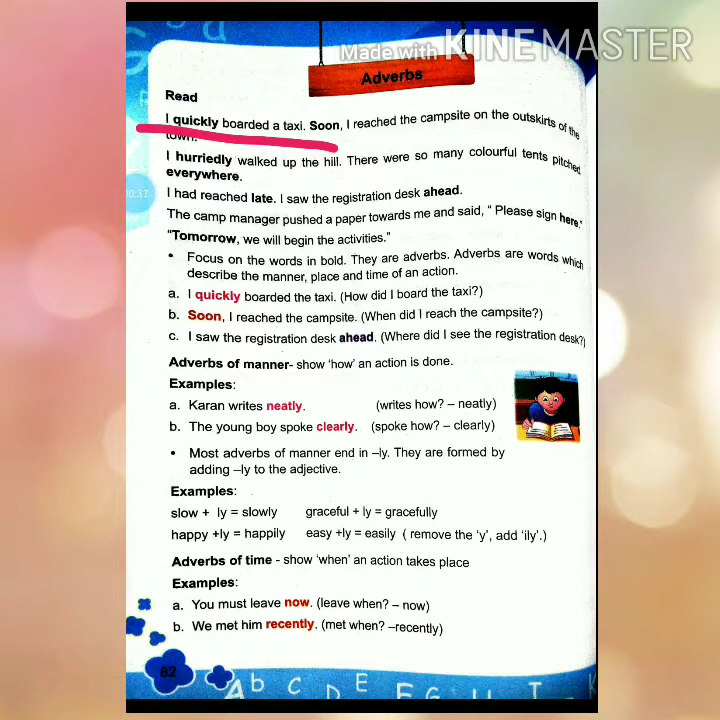 Made with KINEMASTER
Adverbs
Read
I quickly boarded a taxi. Soon, I reached the campsite on the outskirts of the
town.
I hurriedly walked up the hill. There were so many colourful tents pitched
everywhere.
I had reached late. I saw the registration desk ahead.
The camp manager pushed a paper towards me and said, “ Please sign here.”
“Tomorrow, we will begin the activities.”
• Focus on the words in bold. They are adverbs. Adverbs are words which
describe the manner, place and time of an action.
a. I quickly boarded the taxi. (How did I board the taxi?)
b. Soon, I reached the campsite. (When did I reach the campsite?)
c. I saw the registration desk ahead. (Where did I see the registration desk?)
Adverbs of manner- show ‘how’ an action is done.
Examples:
a. Karan writes neatly. (writes how? – neatly)
b. The young boy spoke clearly. (spoke how? – clearly)
• Most adverbs of manner end in –ly. They are formed by
adding –ly to the adjective.
Examples:
slow + ly = slowly graceful + ly = gracefully
happy +ly = happily easy +ly = easily ( remove the ‘y’, add ‘ily’.)
Adverbs of time - show ‘when’ an action takes place
Examples:
a. You must leave now. (leave when? – now)
b. We met him recently. (met when? –recently)
82
A b C D E F G